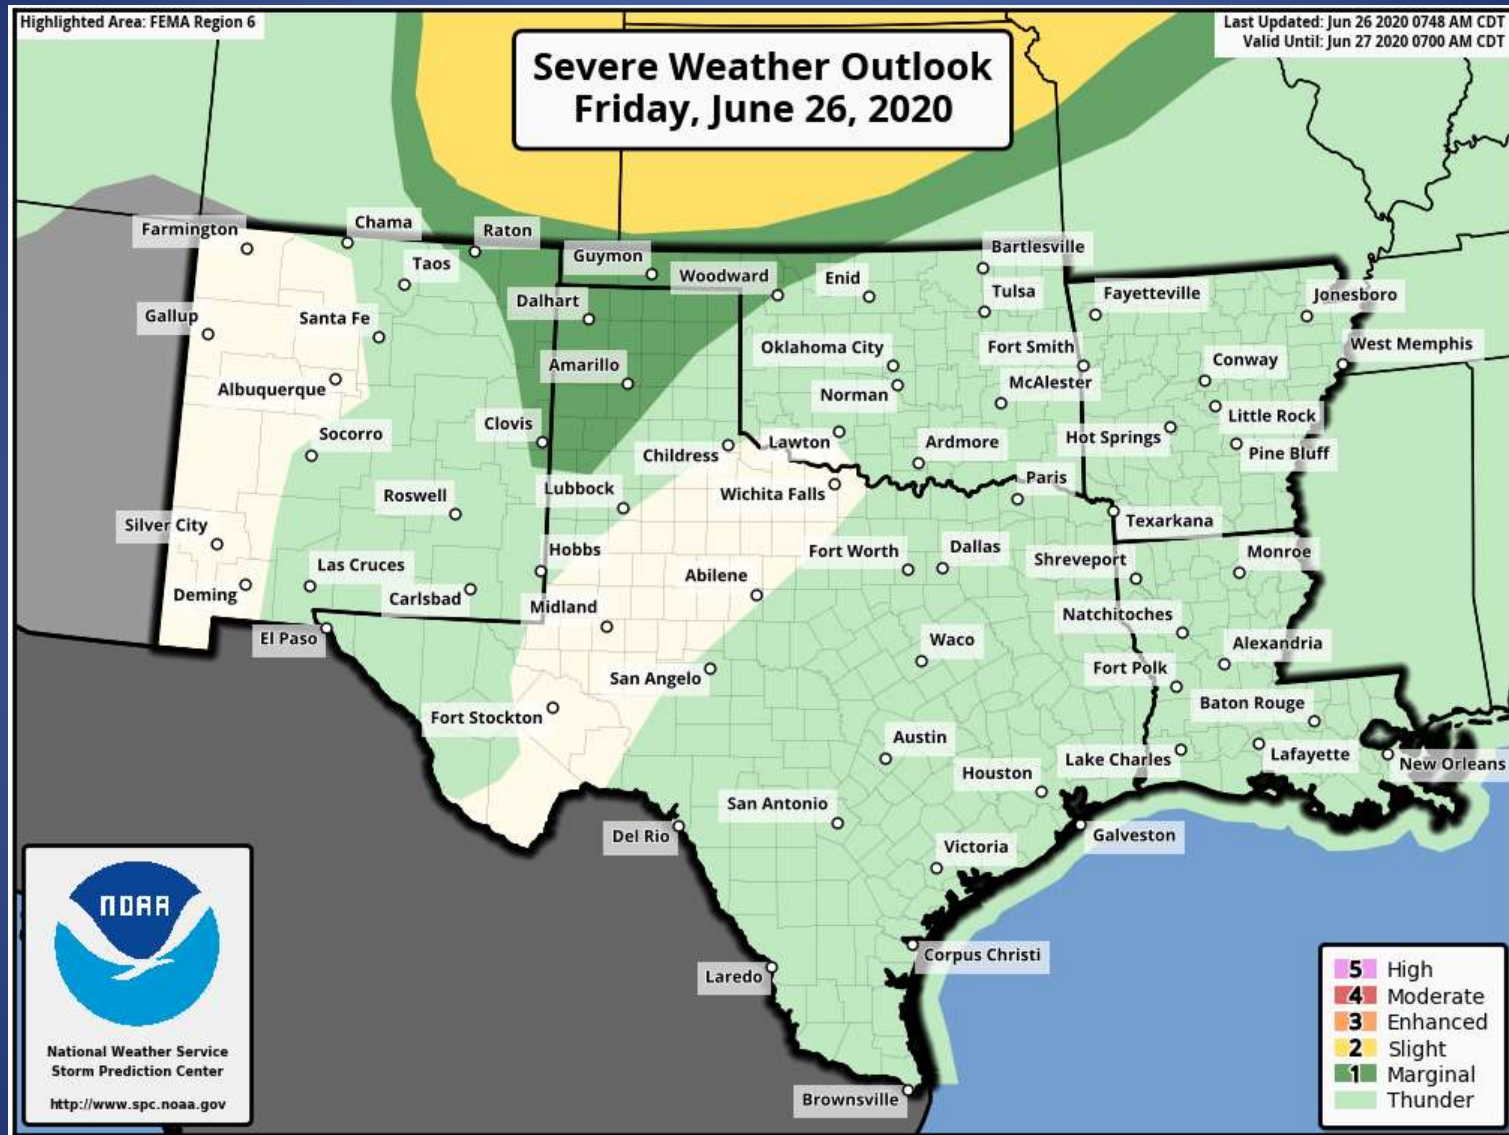 Highlighted Area: FEMA Region 6
Last Updated: Jun 26 2020 0748 AM CDT
Valid Until: Jun 27 2020 0700 AM CDT
Severe Weather Outlook
Friday, June 26, 2020
Farmington
Chama
Raton
Taos
Guymon
Woodward
Enid
Bartlesville
Dalhart
Tulsa
Fayetteville
Jonesboro
Gallup
Santa Fe
Oklahoma City
Fort Smith
West Memphis
Amarillo
Conway
Albuquerque
Norman
McAlester
Little Rock
Socorro
Clovis
Childress
Lawton
Ardmore
Hot Springs
Pine Bluff
Roswell
Lubbock
Wichita Falls
Paris
Silver City
Texarkana
Hobbs
Fort Worth
Dallas
Shreveport
Monroe
Las Cruces
Abilene
Deming
Carlsbad
Midland
Natchitoches
El Paso
Waco
Alexandria
San Angelo
Fort Polk
Fort Stockton
Baton Rouge
Austin
Lake Charles
Lafayette
New Orleans
Houston
San Antonio
Del Rio
Galveston
Victoria
Corpus Christi
Laredo
Brownsville
NOAA
National Weather Service
Storm Prediction Center
http://www.spc.noaa.gov
5 High
4 Moderate
3 Enhanced
2 Slight
1 Marginal
Thunder